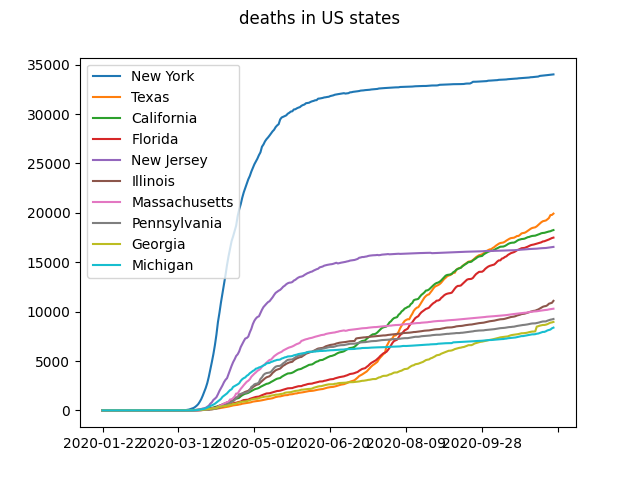 deaths in US states
35000
30000
25000
20000
15000
10000
5000
0
New York
Texas
California
Florida
New Jersey
Illinois
Massachusetts
Pennsylvania
Georgia
Michigan
2020-01-22 2020-03-12 2020-05-01 2020-06-20 2020-08-09 2020-09-28